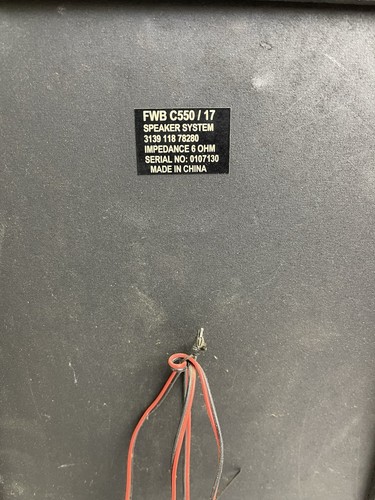 FWB C550 / 17
SPEAKER SYSTEM
3139 118 78280
IMPEDANCE 6 OHM
SERIAL NO: 0107130
MADE IN CHINA